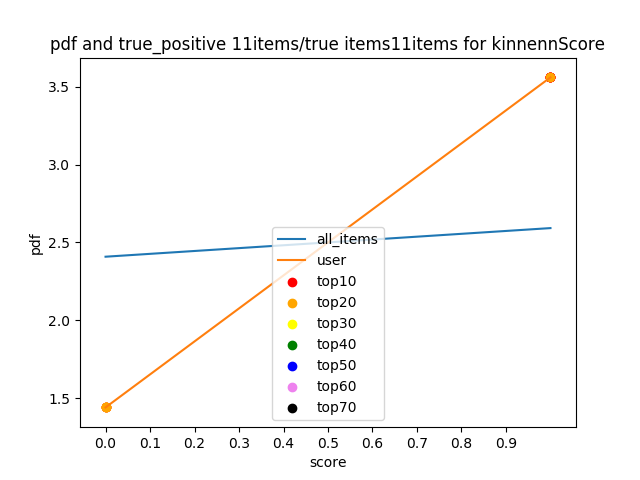 pdf and true_positive 11items/true items11items for kinnennScore
3.5
3.0
2.5
2.0
1.5
pdf
all_items
user
top10
top20
top30
top40
top50
top60
top70
0.0 0.1 0.2 0.3 0.4 0.5 0.6 0.7 0.8 0.9
score